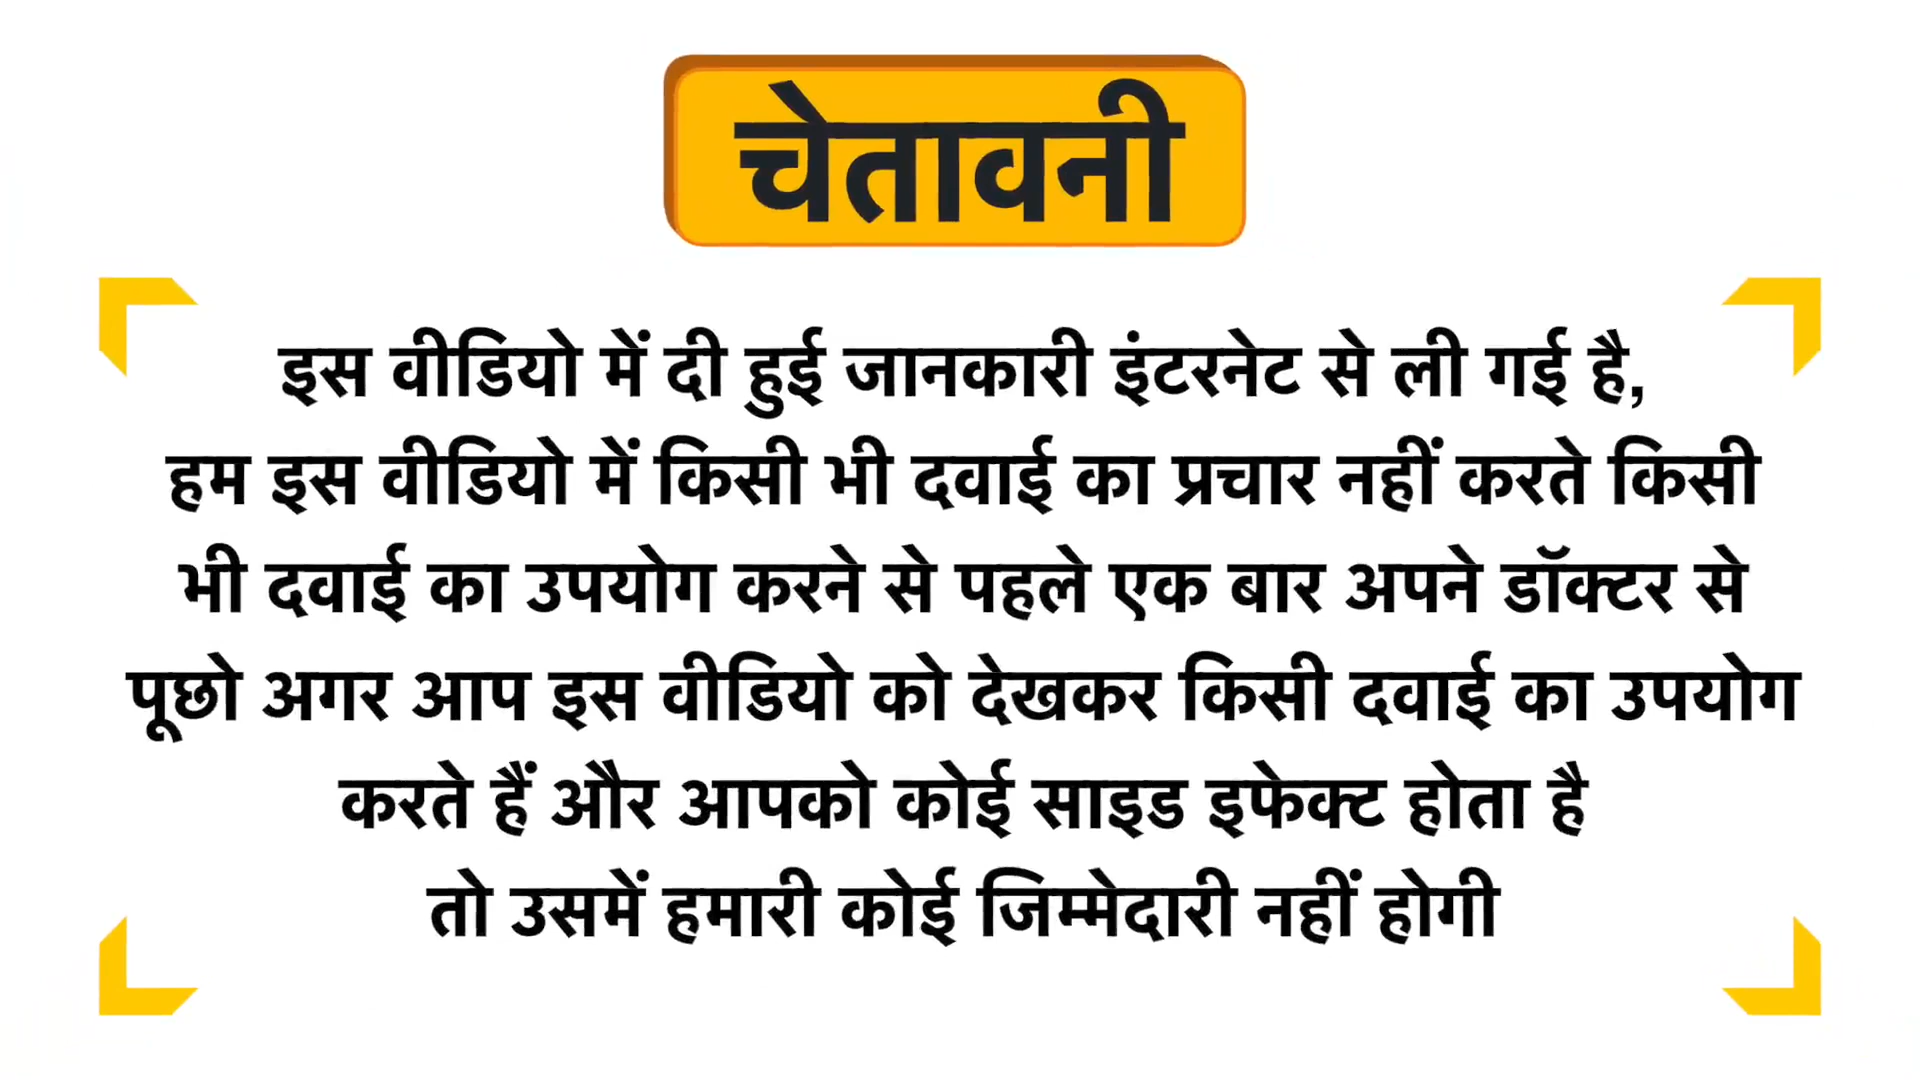 चेतावनी
इस वीडियो में दी हुई जानकारी इंटरनेट से ली गई है,
हम इस वीडियो में किसी भी दवाई का प्रचार नहीं करते किसी
भी दवाई का उपयोग करने से पहले एक बार अपने डॉक्टर से
पूछो अगर आप इस वीडियो को देखकर किसी दवाई का उपयोग
करते हैं और आपको कोई साइड इफेक्ट होता है
तो उसमें हमारी कोई जिम्मेदारी नहीं होगी